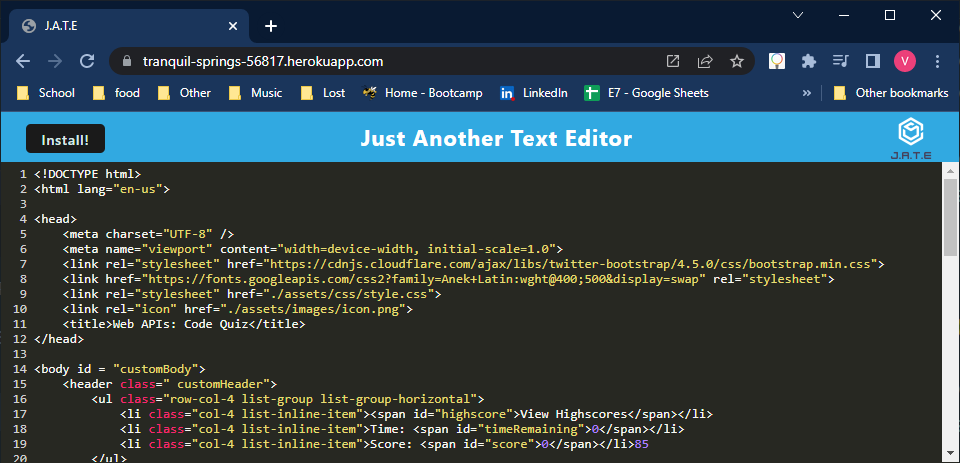 J.A.T.E
tranquil-springs-56817.herokuapp.com
V
School food Other Music Lost Home - Bootcamp in LinkedIn E7 - Google Sheets » Other bookmarks
Install! Just Another Text Editor J.A.T.E
1 <!DOCTYPE html>
2 <html lang="en-us">
3
4 <head>
5 <meta charset="UTF-8" />
6 <meta name="viewport" content="width=device-width, initial-scale=1.0">
7 <link rel="stylesheet" href="https://cdnjs.cloudflare.com/ajax/libs/twitter-bootstrap/4.5.0/css/bootstrap.min.css">
8 <link href="https://fonts.googleapis.com/css2?family=Anek+Latin:wght@400;500&display=swap" rel="stylesheet">
9 <link rel="stylesheet" href="./assets/css/style.css">
10 <link rel="icon" href="./assets/images/icon.png">
11 <title>Web APIs: Code Quiz</title>
12 </head>
13
14 <body id = "customBody">
15 <header class=" customHeader">
16 <ul class="row-col-4 list-group list-group-horizontal">
17 <li class="col-4 list-inline-item"><span id="highscore">View Highscores</span></li>
18 <li class="col-4 list-inline-item">Time: <span id="timeRemaining">0</span></li>
19 <li class="col-4 list-inline-item">Score: <span id="score">0</span></li>85
20 </ul>